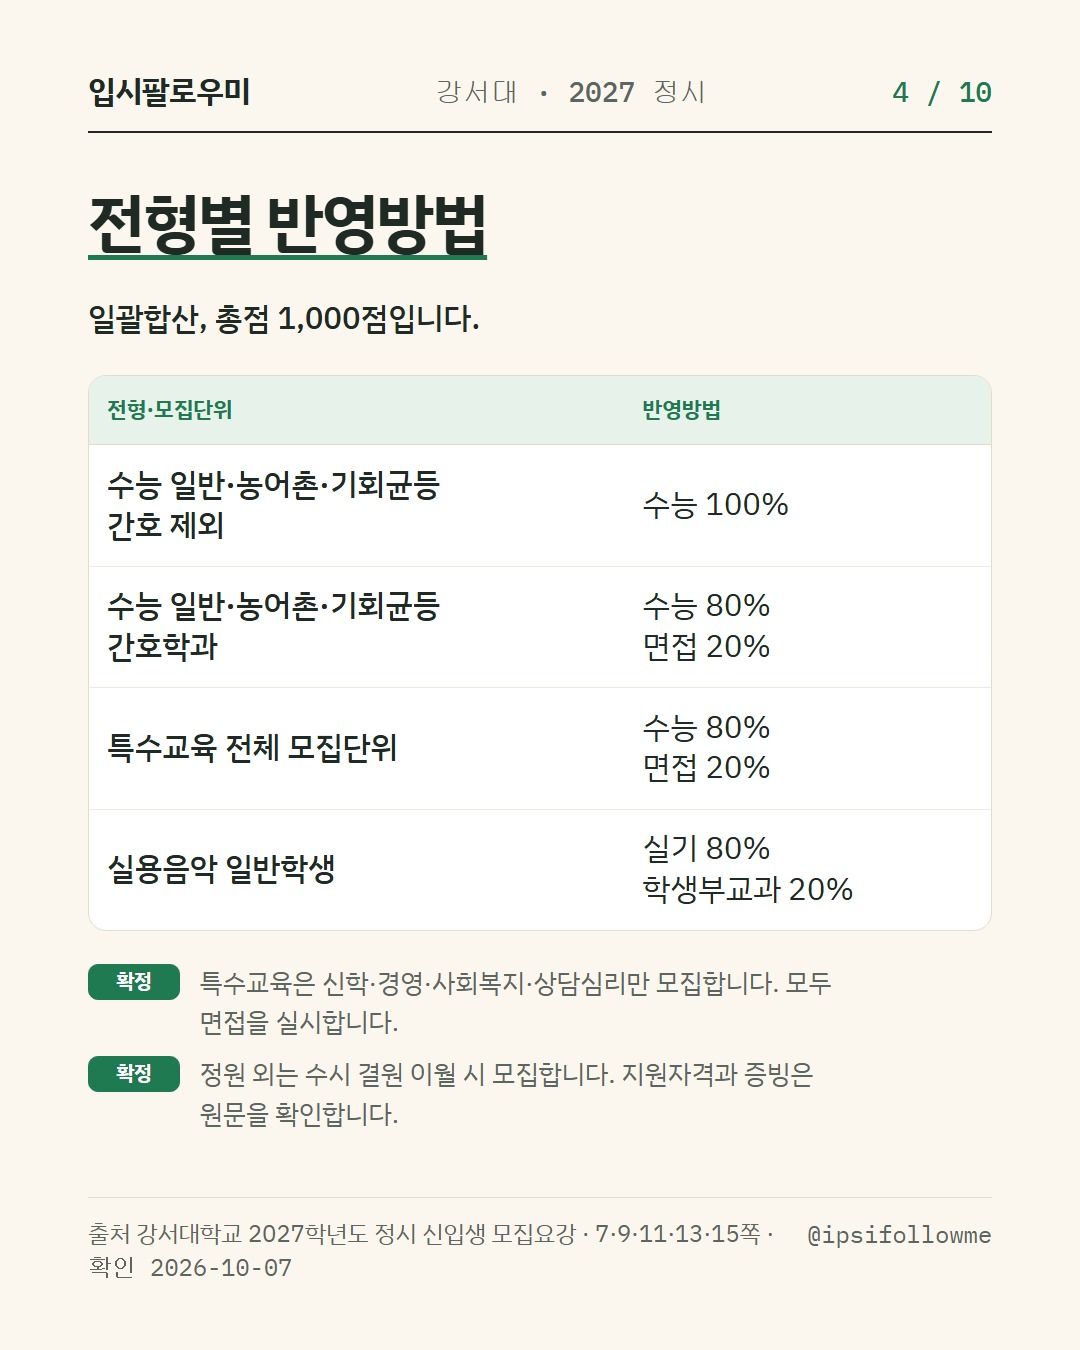 입시팔로우미
강서대 · 2027 정시
4 / 10
전형별 반영방법
일괄합산, 총점 1,000점입니다.
전형·모집단위
반영방법
수능 일반·농어촌·기회균등
간호 제외
수능 100%
수능 일반·농어촌·기회균등
간호학과
수능 80%
면접 20%
특수교육 전체 모집단위
수능 80%
면접 20%
실용음악 일반학생
실기 80%
학생부교과 20%
확정
특수교육은 신학·경영·사회복지·상담심리만 모집합니다. 모두
면접을 실시합니다.
확정
정원 외는 수시 결원 이월 시 모집합니다. 지원자격과 증빙은
원문을 확인합니다.
출처 강서대학교 2027학년도 정시 신입생 모집요강 · 7·9·11·13·15쪽 ·
확인 2026-10-07
@ipsifollowme